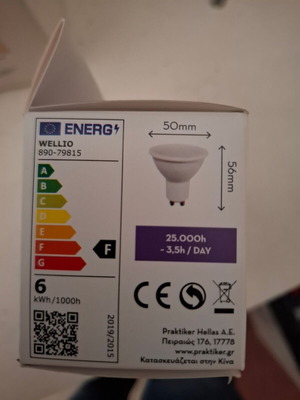 ENERG
WELLIO
890-79815
A
B
C
D
E
F
G
F
6
kWh/1000h
2019/2015
50mm
56mm
25.000h
- 3,5h / DAY
CE
Praktiker Hellas A.E.
Πειραιώς 176, 17778
www.praktiker.gr
Κατασκευάζεται στην Κίνα